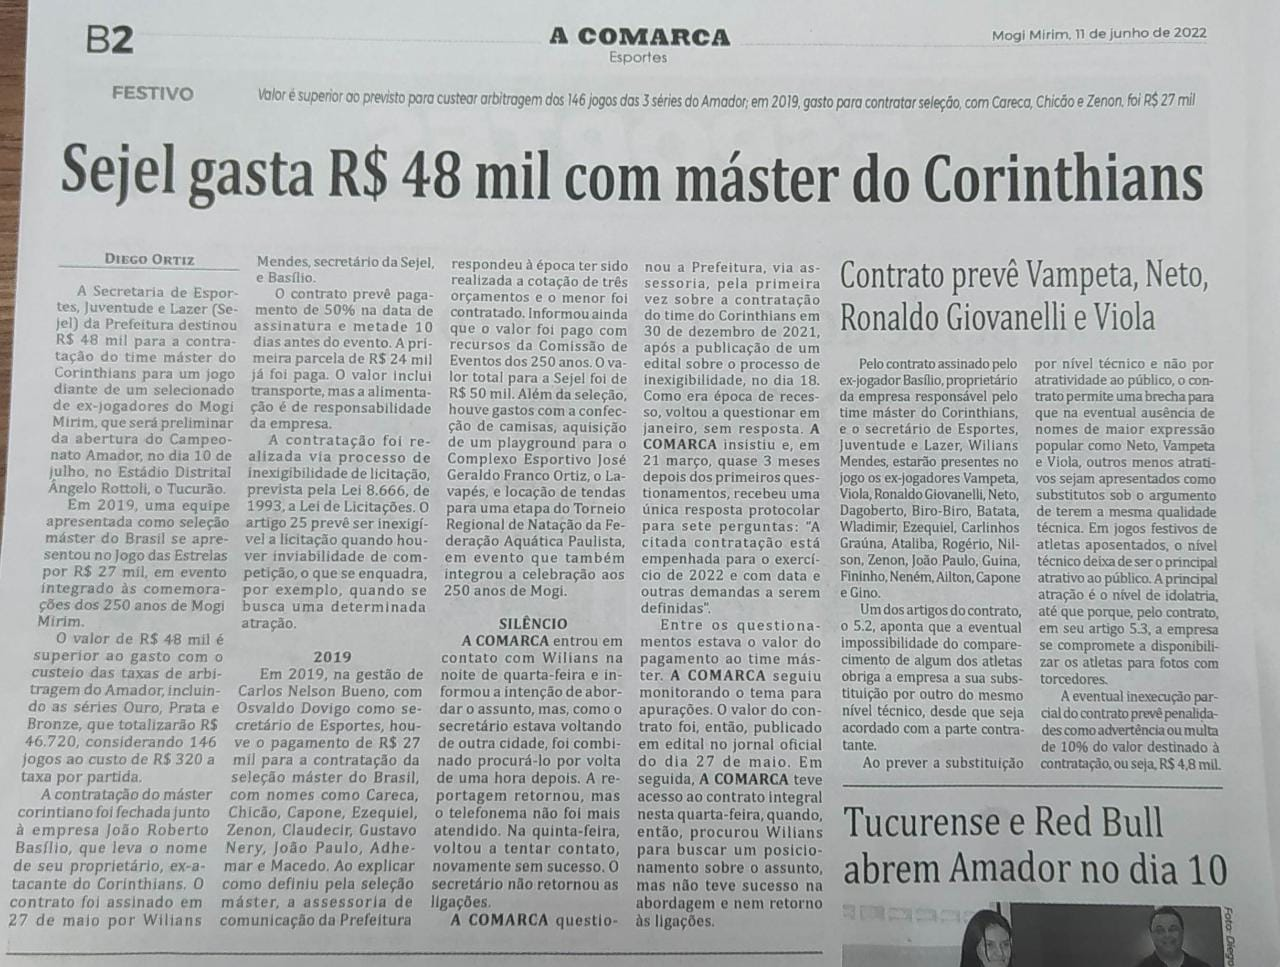 B2
A COMARCA
Esportes
Mogi Mirim, 11 de junho de 2022
FESTIVO
Valor é superior ao previsto para custear arbitragem dos 146 jogos das 3 séries do Amador; em 2019, gasto para contratar seleção, com Careca, Chicão e Zenon, foi R$ 27 mil
Sejel gasta R$ 48 mil com máster do Corinthians
DIEGO ORTIZ
A Secretaria de Espor-
tes, Juventude e Lazer (Se-
jel) da Prefeitura destinou
R$ 48 mil para a contra-
tação do time máster do
Corinthians para um jogo
diante de um selecionado
de ex-jogadores do Mogi
Mirim, que será preliminar
da abertura do Campeo-
nato Amador, no dia 10 de
julho, no Estádio Distrital
Ângelo Rottoli, o Tucurão.
Em 2019, uma equipe
apresentada como seleção
máster do Brasil se apre-
sentou no Jogo das Estrelas
por R$ 27 mil, em evento
integrado às comemora-
ções dos 250 anos de Mogi
Mirim.
O valor de R$ 48 mil é
superior ao gasto com o
custeio das taxas de arbi-
tragem do Amador, incluin-
do as séries Ouro, Prata e
Bronze, que totalizarão R$
46.720, considerando 146
jogos ao custo de R$ 320 a
taxa por partida.
A contratação do máster
corintiano foi fechada junto
à empresa João Roberto
Basílio, que leva o nome
de seu proprietário, ex-a-
tacante do Corinthians. O
contrato foi assinado em
27 de maio por Wilians
Mendes, secretário da Sejel,
e Basílio.
O contrato prevê paga-
mento de 50% na data de
assinatura e metade 10
dias antes do evento. A pri-
meira parcela de R$ 24 mil
já foi paga. O valor inclui
transporte, mas a alimenta-
ção é de responsabilidade
da empresa.
A contratação foi re-
alizada via processo de
inexigibilidade de licitação,
prevista pela Lei 8.666, de
1993, a Lei de Licitações. O
artigo 25 prevê ser inexigí-
vel a licitação quando hou-
ver inviabilidade de com-
petição, o que se enquadra,
por exemplo, quando se
busca uma determinada
atração.
2019
Em 2019, na gestão de
Carlos Nelson Bueno, com
Osvaldo Dovigo como se-
cretário de Esportes, hou-
ve o pagamento de R$ 27
mil para a contratação da
seleção máster do Brasil,
com nomes como Careca,
Chicão, Capone, Ezequiel,
Zenon, Claudecir, Gustavo
Nery, João Paulo, Adhe-
mar e Macedo. Ao explicar
como definiu pela seleção
máster, a assessoria de
comunicação da Prefeitura
respondeu à época ter sido
realizada a cotação de três
orçamentos e o menor foi
contratado. Informou ainda
que o valor foi pago com
recursos da Comissão de
Eventos dos 250 anos. O va-
lor total para a Sejel foi de
R$ 50 mil. Além da seleção,
houve gastos com a confec-
ção de camisas, aquisição
de um playground para o
Complexo Esportivo José
Geraldo Franco Ortiz, o La-
vapés, e locação de tendas
para uma etapa do Torneio
Regional de Natação da Fe-
deração Aquática Paulista,
em evento que também
integrou a celebração aos
250 anos de Mogi.
SILÊNCIO
A COMARCA entrou em
contato com Wilians na
noite de quarta-feira e in-
formou a intenção de abor-
dar o assunto, mas, como o
secretário estava voltando
de outra cidade, foi combi-
nado procurá-lo por volta
de uma hora depois. A re-
portagem retornou, mas
o telefonema não foi mais
atendido. Na quinta-feira,
voltou a tentar contato,
novamente sem sucesso. O
secretário não retornou as
ligações.
A COMARCA questio-
nou a Prefeitura, via as-
sessoria, pela primeira
vez sobre a contratação
do time do Corinthians em
30 de dezembro de 2021,
após a publicação de um
edital sobre o processo de
inexigibilidade, no dia 18.
Como era época de reces-
so, voltou a questionar em
janeiro, sem resposta. A
COMARCA insistiu e, em
21 março, quase 3 meses
depois dos primeiros ques-
tionamentos, recebeu uma
única resposta protocolar
para sete perguntas: "A
citada contratação está
empenhada para o exercí-
cio de 2022 e com data e
outras demandas a serem
definidas".
Entre os questiona-
mentos estava o valor do
pagamento ao time más-
ter. A COMARCA seguiu
monitorando o tema para
apurações. O valor do con-
trato foi, então, publicado
em edital no jornal oficial
do dia 27 de maio. Em
seguida, A COMARCA teve
acesso ao contrato integral
nesta quarta-feira, quando,
então, procurou Wilians
para buscar um posicio-
namento sobre o assunto,
mas não teve sucesso na
abordagem e nem retorno
às ligações.
Contrato prevê Vampeta, Neto,
Ronaldo Giovanelli e Viola
Pelo contrato assinado pelo
ex-jogador Basílio, proprietário
da empresa responsável pelo
time máster do Corinthians,
e o secretário de Esportes,
Juventude e Lazer, Wilians
Mendes, estarão presentes no
jogo os ex-jogadores Vampeta,
Viola, Ronaldo Giovanelli, Neto,
Dagoberto, Biro-Biro, Batata,
Wladimir, Ezequiel, Carlinhos
Graúna, Ataliba, Rogério, Nil-
son, Zenon, João Paulo, Guina,
Fininho, Neném, Ailton, Capone
e Gino.
Um dos artigos do contrato,
o 5.2, aponta que a eventual
impossibilidade do compare-
cimento de algum dos atletas
obriga a empresa a sua subs-
tituição por outro do mesmo
nível técnico, desde que seja
acordado com a parte contra-
tante.
Ao prever a substituição
por nível técnico e não por
atratividade ao público, o con-
trato permite uma brecha para
que na eventual ausência de
nomes de maior expressão
popular como Neto, Vampeta
e Viola, outros menos atrati-
vos sejam apresentados como
substitutos sob o argumento
de terem a mesma qualidade
técnica. Em jogos festivos de
atletas aposentados, o nível
técnico deixa de ser o principal
atrativo ao público. A principal
atração é o nível de idolatria,
até que porque, pelo contrato,
em seu artigo 5.3, a empresa
se compromete a disponibili-
zar os atletas para fotos com
torcedores.
A eventual inexecução par-
cial do contrato prevê penalida-
des como advertência ou multa
de 10% do valor destinado à
contratação, ou seja, R$ 4,8 mil.
Tucurense e Red Bull
abrem Amador no dia 10
Foto: Diego